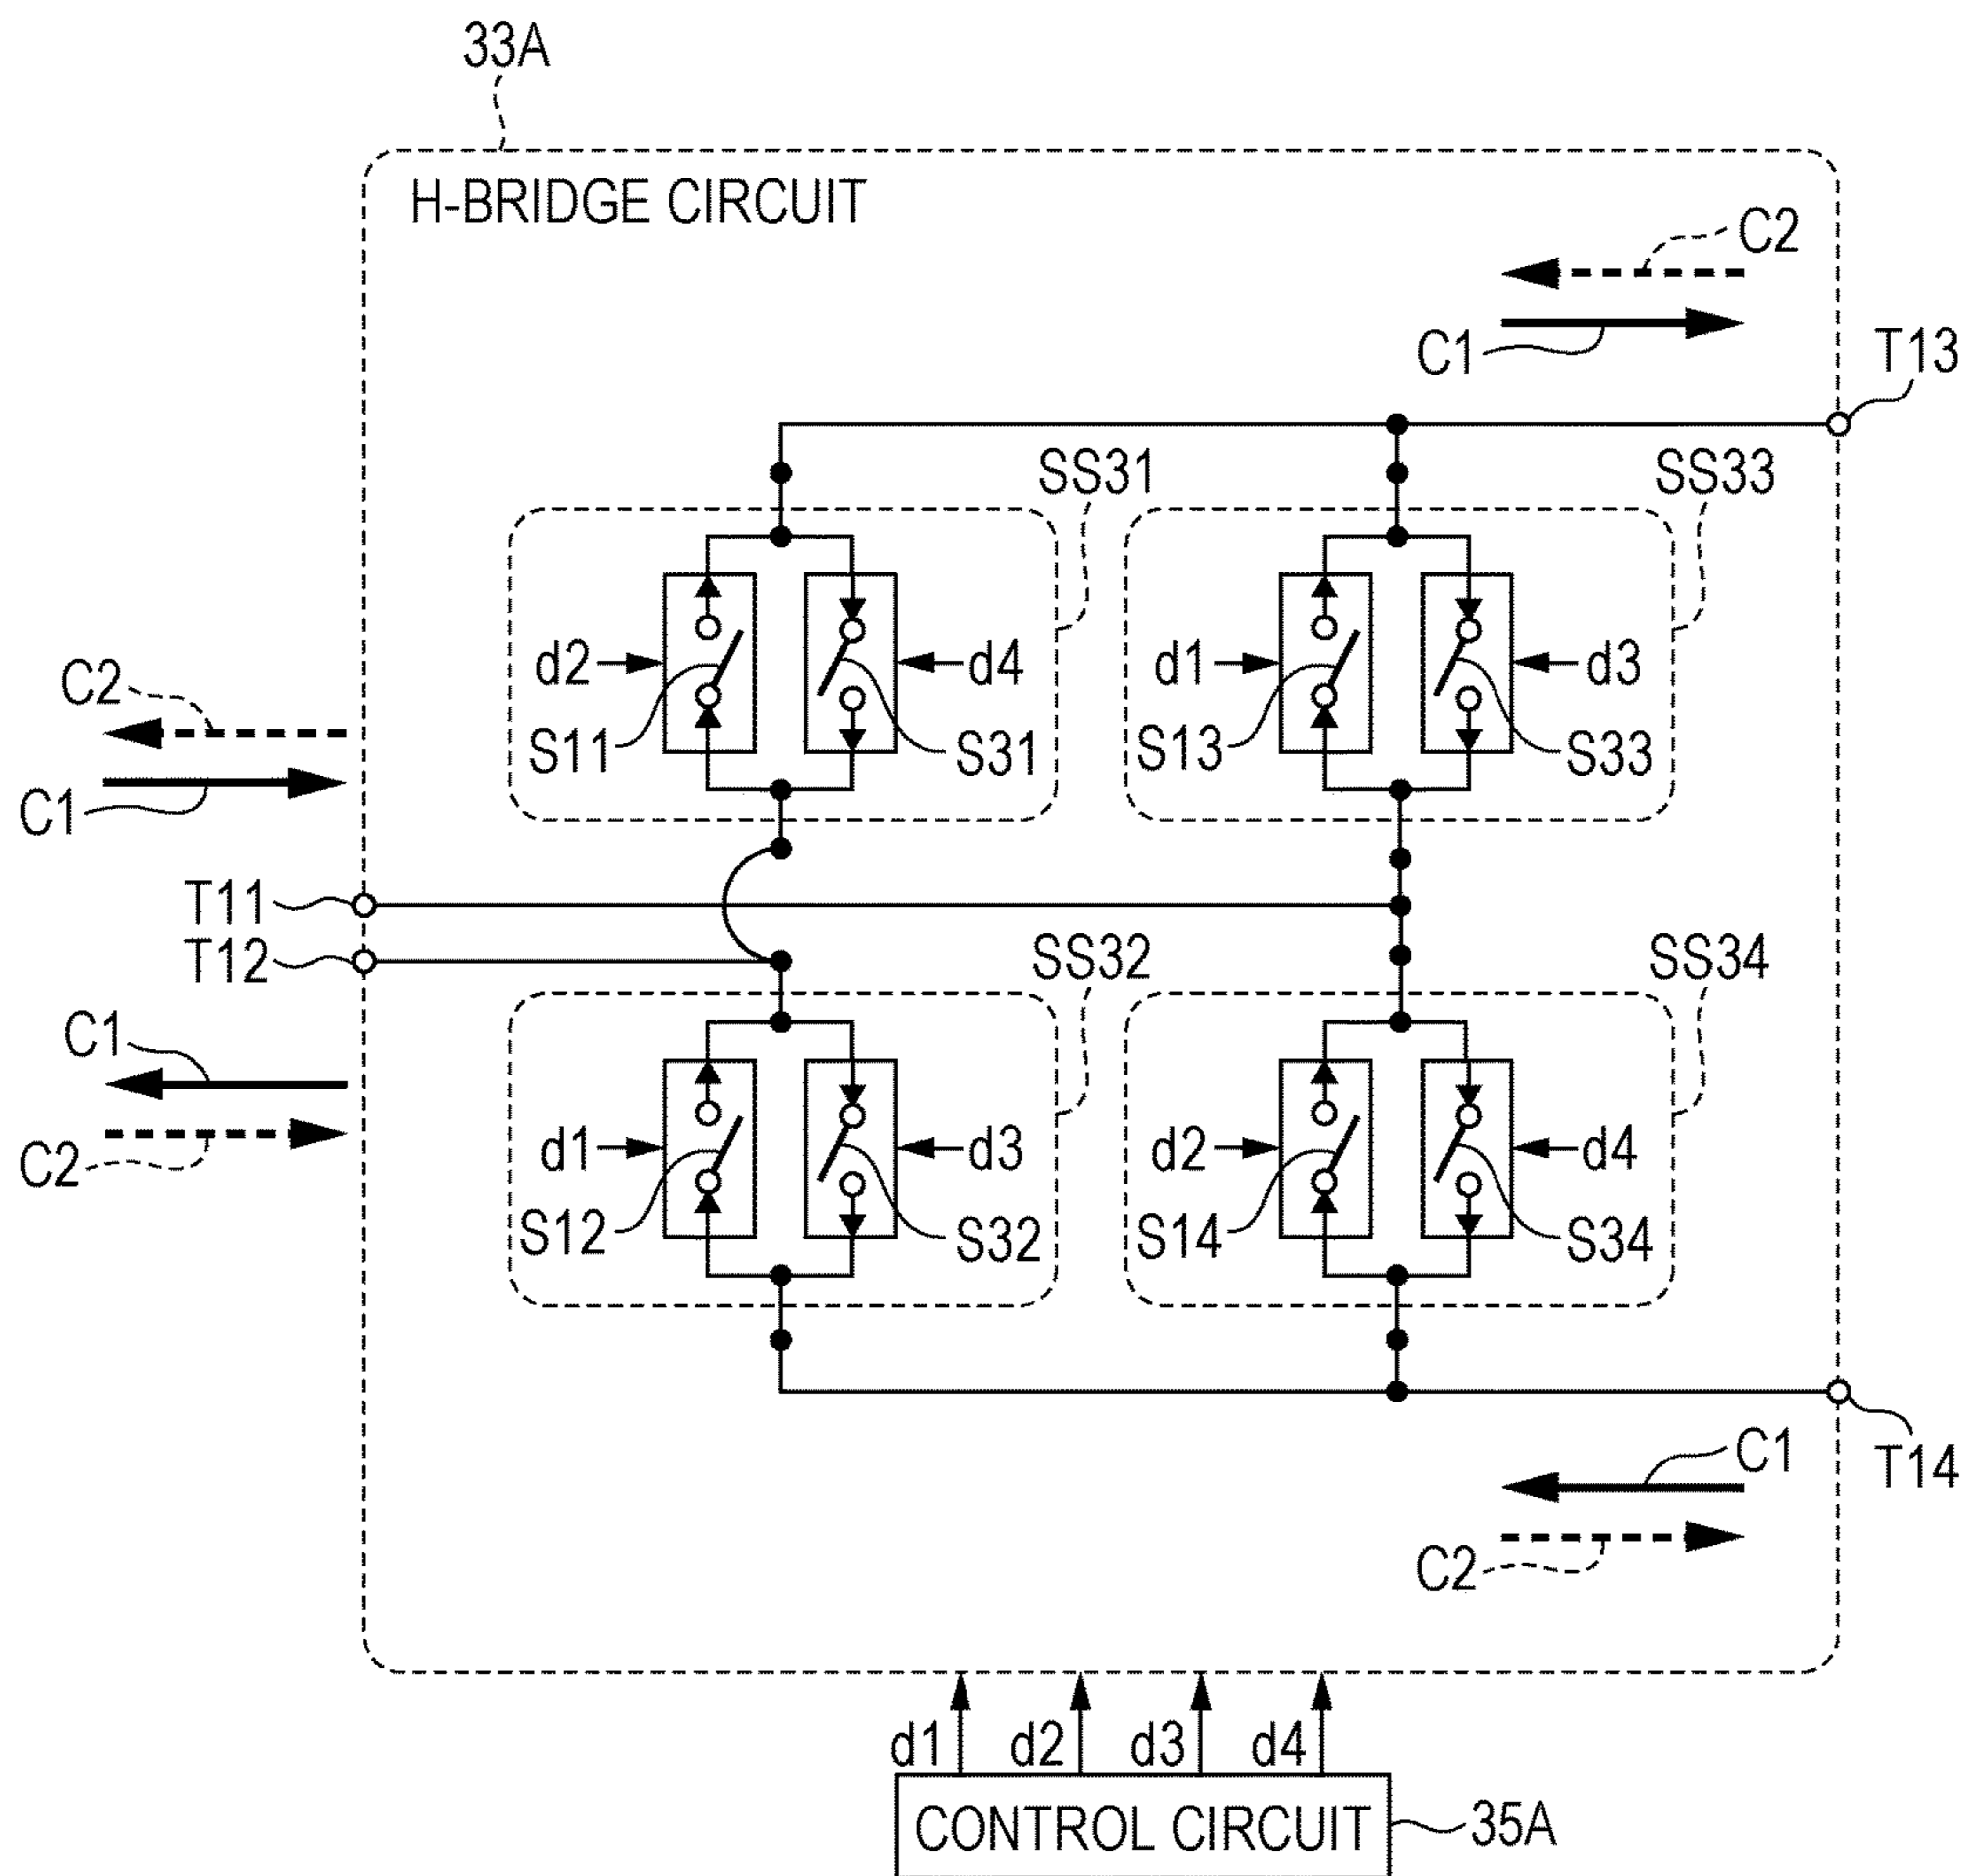 33A
H-BRIDGE CIRCUIT
C2
C1
T13
SS31
SS33
d2
d4
d1
d3
S11
S31
S13
S33
C2
C1
T11
T12
SS32
SS34
C1
C2
d1
d3
d2
d4
S12
S32
S14
S34
C1
T14
C2
d1 d2 d3 d4
CONTROL CIRCUIT
35A